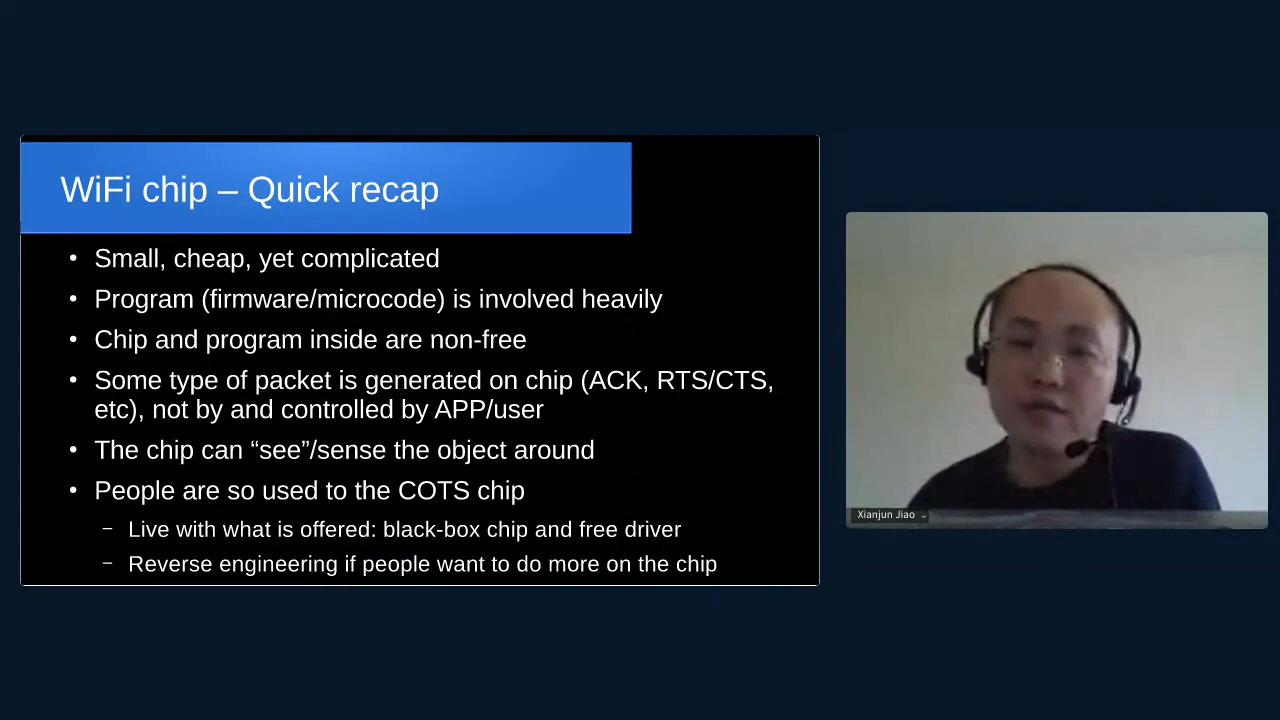 WiFi chip – Quick recap
• Small, cheap, yet complicated
• Program (firmware/microcode) is involved heavily
• Chip and program inside are non-free
• Some type of packet is generated on chip (ACK, RTS/CTS,
etc), not by and controlled by APP/user
• The chip can “see”/sense the object around
• People are so used to the COTS chip
– Live with what is offered: black-box chip and free driver
– Reverse engineering if people want to do more on the chip
Xianjun Jiao